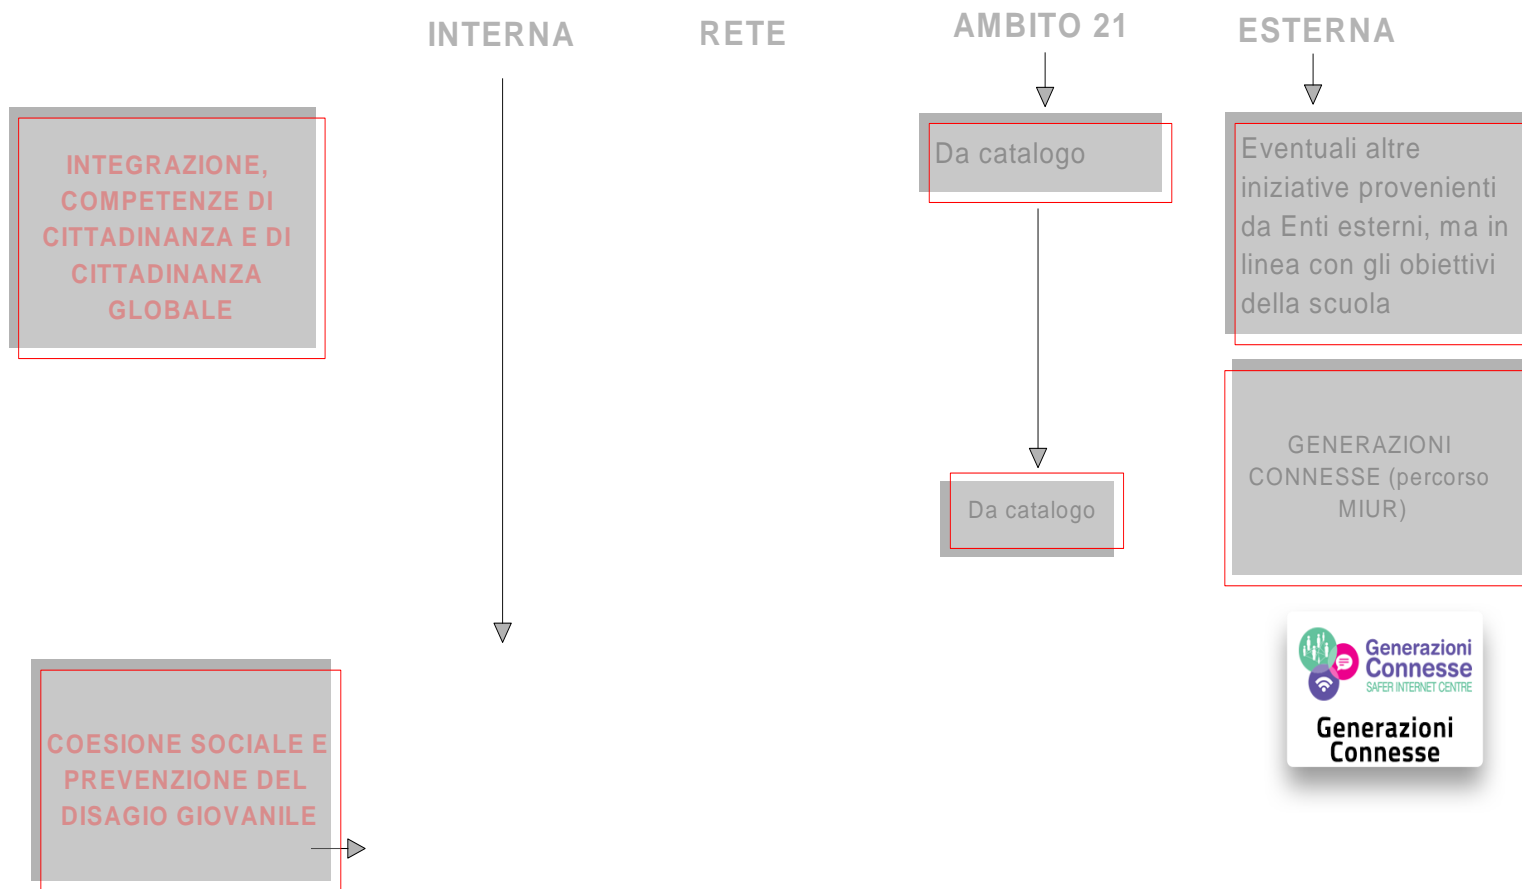 INTERNA
RETE
AMBITO 21
ESTERNA
INTEGRAZIONE,
COMPETENZE DI
CITTADINANZA E DI
CITTADINANZA
GLOBALE
Da catalogo
Eventuali altre
iniziative provenienti
da Enti esterni, ma in
linea con gli obiettivi
della scuola
Da catalogo
GENERAZIONI
CONNESSE (percorso
MIUR)
Generazioni
Connesse
SAFER INTERNET CENTRE
Generazioni
Connesse
COESIONE SOCIALE E
PREVENZIONE DEL
DISAGIO GIOVANILE